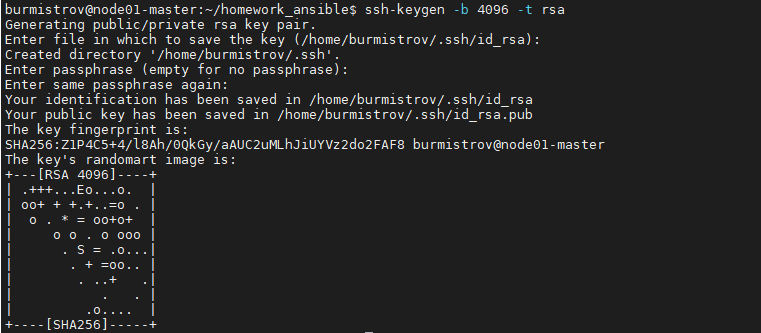 burmistrov@node01-master:~/homework_ansible$ ssh-keygen -b 4096 -t rsa
Generating public/private rsa key pair.
Enter file in which to save the key (/home/burmistrov/.ssh/id_rsa):
Created directory '/home/burmistrov/.ssh'.
Enter passphrase (empty for no passphrase):
Enter same passphrase again:
Your identification has been saved in /home/burmistrov/.ssh/id_rsa
Your public key has been saved in /home/burmistrov/.ssh/id_rsa.pub
The key fingerprint is:
SHA256:Z1P4C5+4/l8Ah/0QkGy/aAUC2uMLhJiUYVz2do2FAF8 burmistrov@node01-master
The key's randomart image is:
+---[RSA 4096]----+
| .+++...Eo...o.  |
| oo+ + +.+..=o . |
|  o . * = oo+o+  |
|     o o . o ooo |
|      . S = .o...|
|       . + =oo.. |
|        . ..+   .|
|           .   . |
|         .o....  |
+----[SHA256]-----+